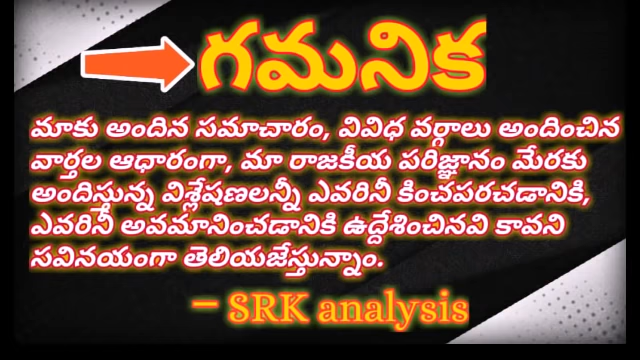 గమనిక
మాకు అందిన సమాచారం, వివిధ వర్గాలు అందించిన
వార్తల ఆధారంగా, మా రాజకీయ పరిజ్ఞానం మేరకు
అందిస్తున్న విశ్లేషణలన్నీ ఎవరినీ కించపరచడానికి,
ఎవరినీ అవమానించడానికి ఉద్దేశించినవి కావని
సవినయంగా తెలియజేస్తున్నాం.
– SRK analysis